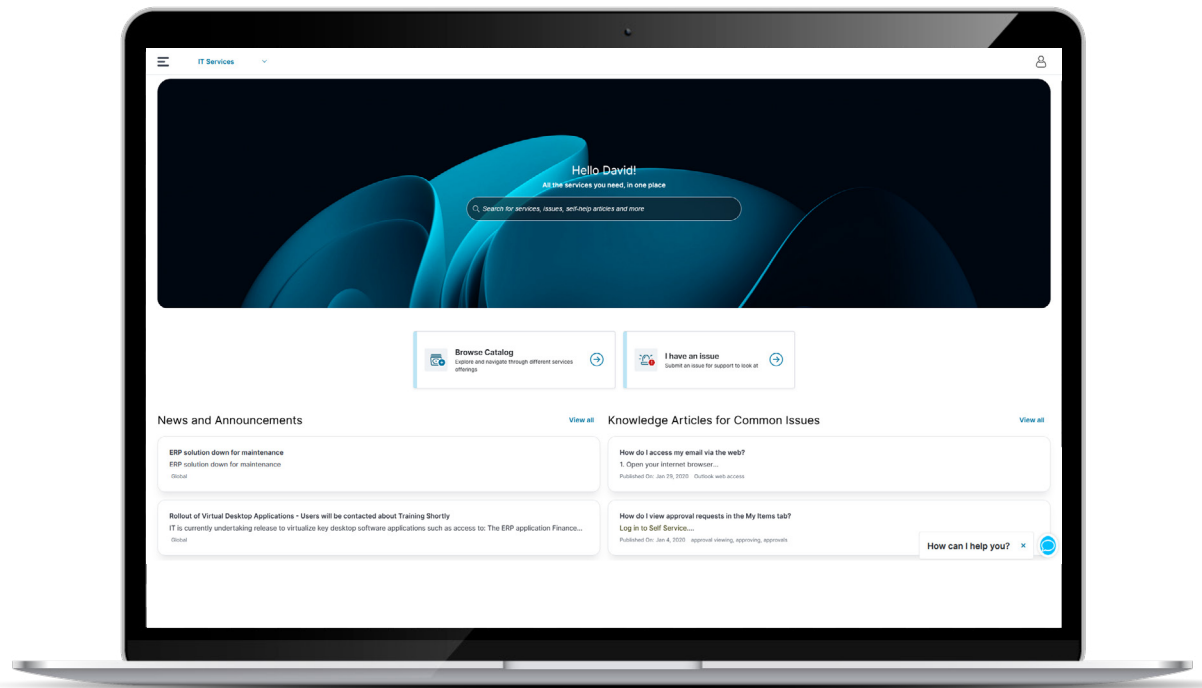 IT Services
Hello David!
All the services you need, in one place
Search for services, issues, self-help articles and more
Browse Catalog
Explore and navigate through different services
offerings
I have an issue
Submit an issue for support to look at
News and Announcements
View all
ERP solution down for maintenance
ERP solution down for maintenance
Global
Rollout of Virtual Desktop Applications - Users will be contacted about Training Shortly
IT is currently undertaking release to virtualize key desktop software applications such as access to: The ERP application Finance...
Global
Knowledge Articles for Common Issues
View all
How do I access my email via the web?
1. Open your internet browser...
Published On: Jan 29, 2020 Outlook web access
How do I view approval requests in the My Items tab?
Log in to Self Service....
Published On: Jan 4, 2020 approval viewing, approving, approvals
How can I help you? ×